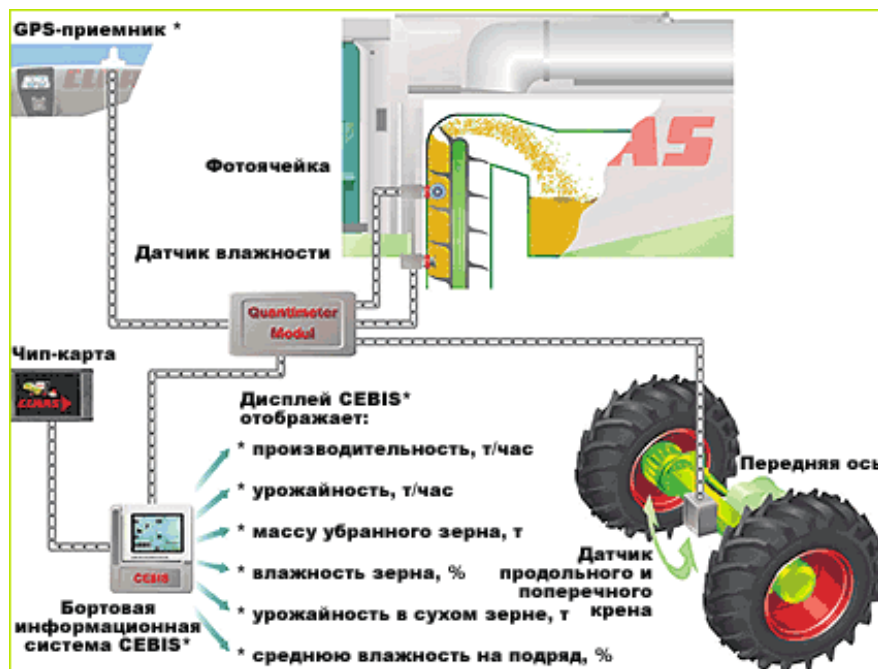 GPS-приемник *
CLAAS
AS
Фотоячейка
Датчик влажности
Quantimeter
Modul
Чип-карта
CLAAS
Дисплей CEBIS*
отображает:
* производительность, т/час
* урожайность, т/час
* массу убранного зерна, т
* влажность зерна, %
* урожайность в сухом зерне, т
* среднюю влажность на подряд, %
CEBIS
Бортовая
информационная
система CEBIS*
Передняя ось
Датчик
продольного и
поперечного
крена